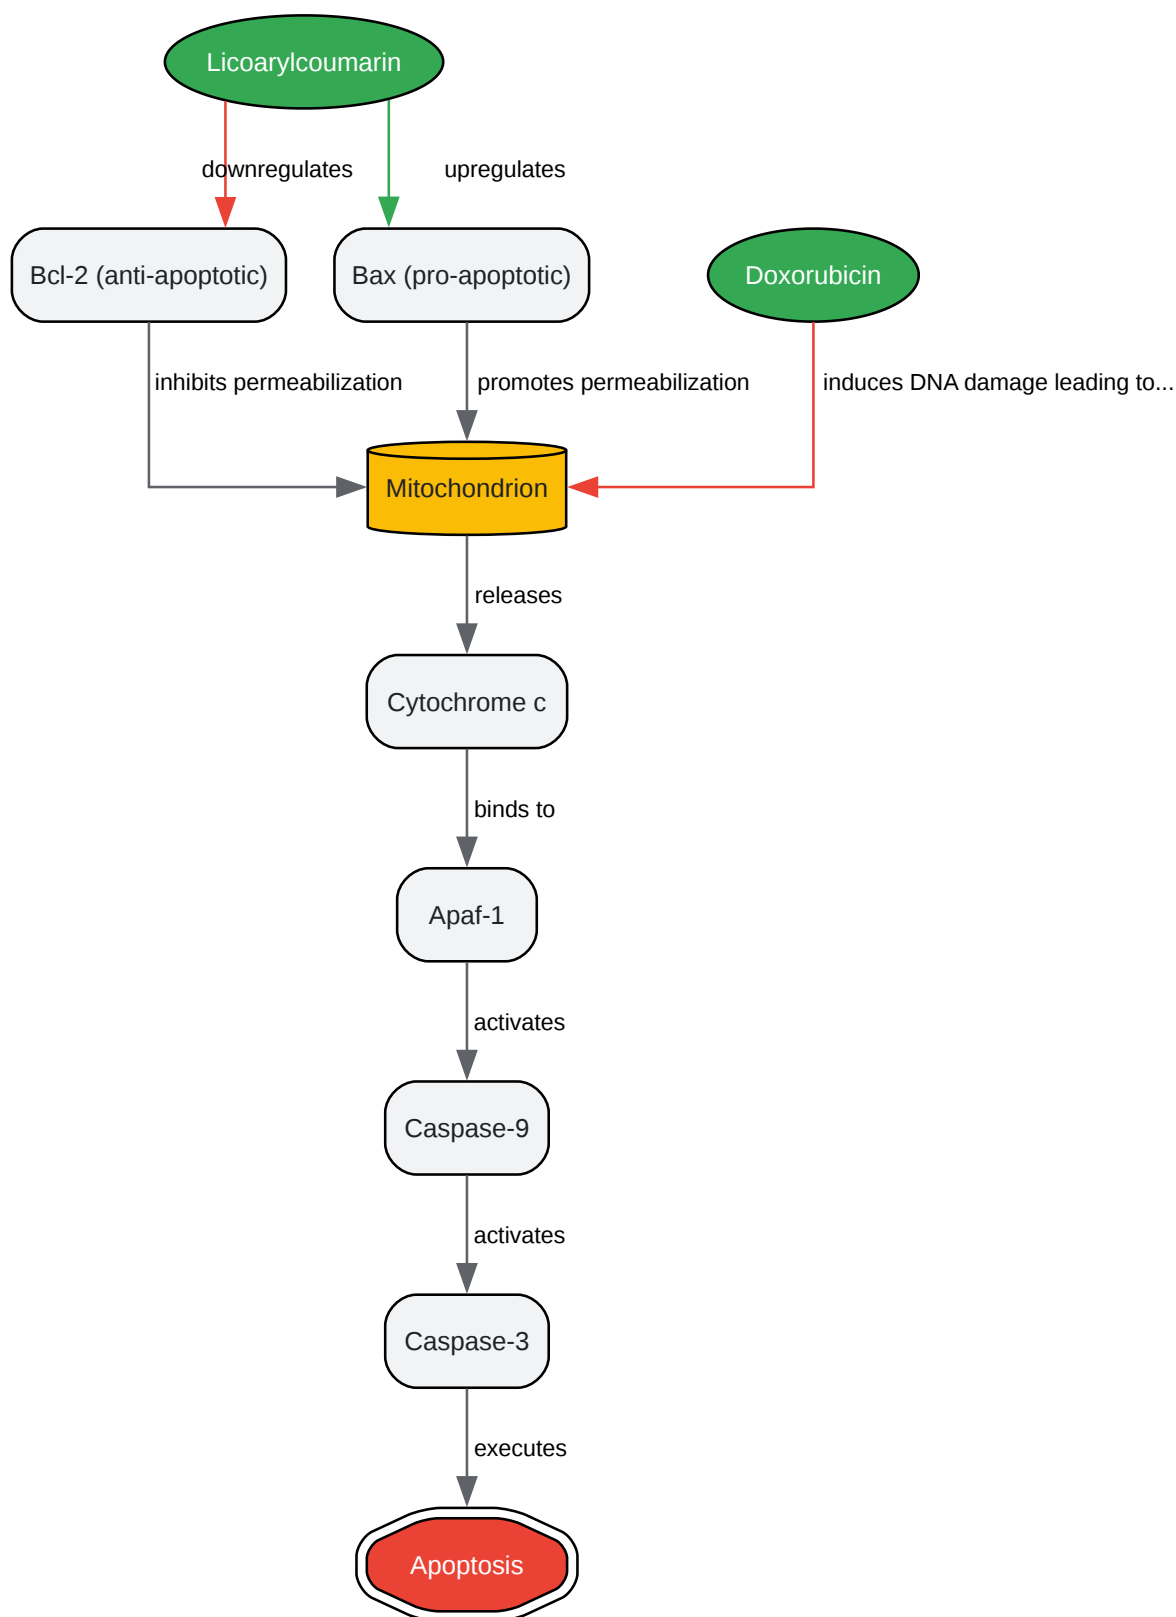 Licoarylcoumarin
downregulates
upregulates
Bcl-2 (anti-apoptotic)
Bax (pro-apoptotic)
Doxorubicin
inhibits permeabilization
promotes permeabilization
induces DNA damage leading to...
Mitochondrion
releases
Cytochrome c
binds to
Apaf-1
activates
Caspase-9
activates
Caspase-3
executes
Apoptosis